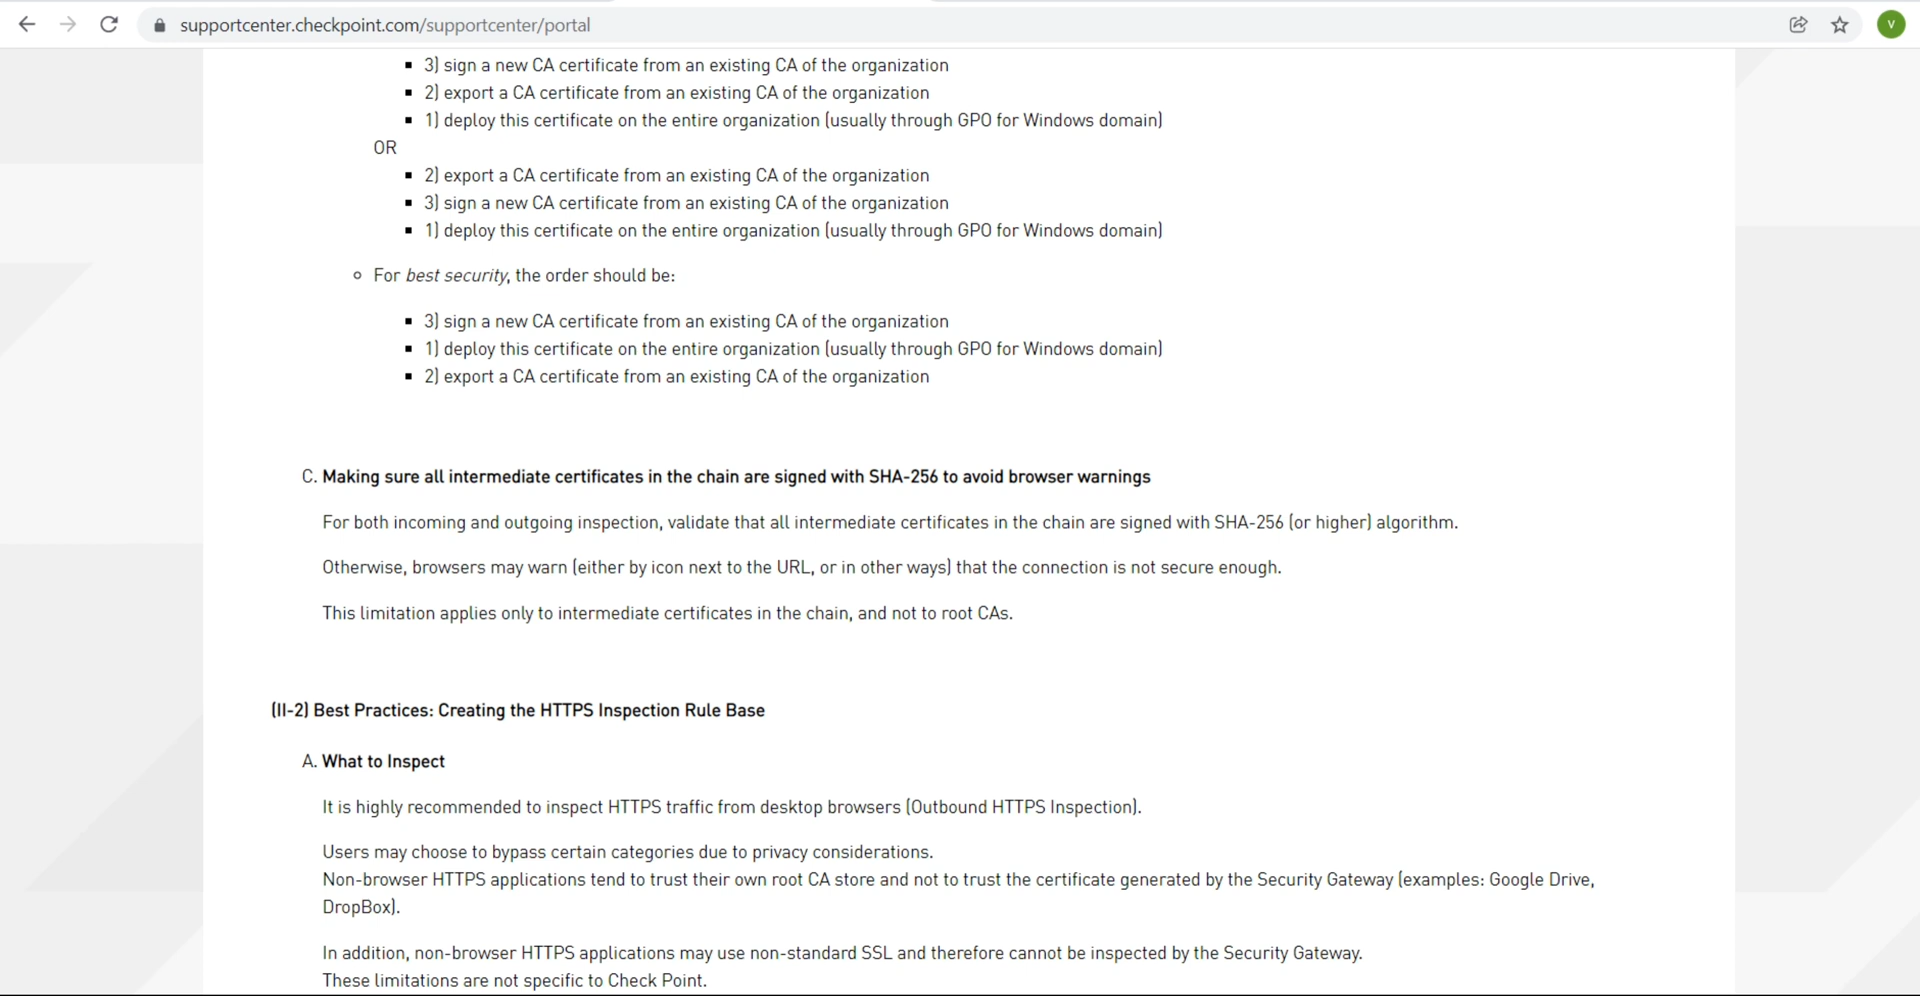 supportcenter.checkpoint.com/supportcenter/portal
V
▪ 3) sign a new CA certificate from an existing CA of the organization
▪ 2) export a CA certificate from an existing CA of the organization
▪ 1) deploy this certificate on the entire organization (usually through GPO for Windows domain)
OR
▪ 2) export a CA certificate from an existing CA of the organization
▪ 3) sign a new CA certificate from an existing CA of the organization
▪ 1) deploy this certificate on the entire organization (usually through GPO for Windows domain)
○ For best security, the order should be:
▪ 3) sign a new CA certificate from an existing CA of the organization
▪ 1) deploy this certificate on the entire organization (usually through GPO for Windows domain)
▪ 2) export a CA certificate from an existing CA of the organization
C. Making sure all intermediate certificates in the chain are signed with SHA-256 to avoid browser warnings
For both incoming and outgoing inspection, validate that all intermediate certificates in the chain are signed with SHA-256 (or higher) algorithm.
Otherwise, browsers may warn (either by icon next to the URL, or in other ways) that the connection is not secure enough.
This limitation applies only to intermediate certificates in the chain, and not to root CAs.
(II-2) Best Practices: Creating the HTTPS Inspection Rule Base
A. What to Inspect
It is highly recommended to inspect HTTPS traffic from desktop browsers (Outbound HTTPS Inspection).
Users may choose to bypass certain categories due to privacy considerations.
Non-browser HTTPS applications tend to trust their own root CA store and not to trust the certificate generated by the Security Gateway (examples: Google Drive,
DropBox).
In addition, non-browser HTTPS applications may use non-standard SSL and therefore cannot be inspected by the Security Gateway.
These limitations are not specific to Check Point.